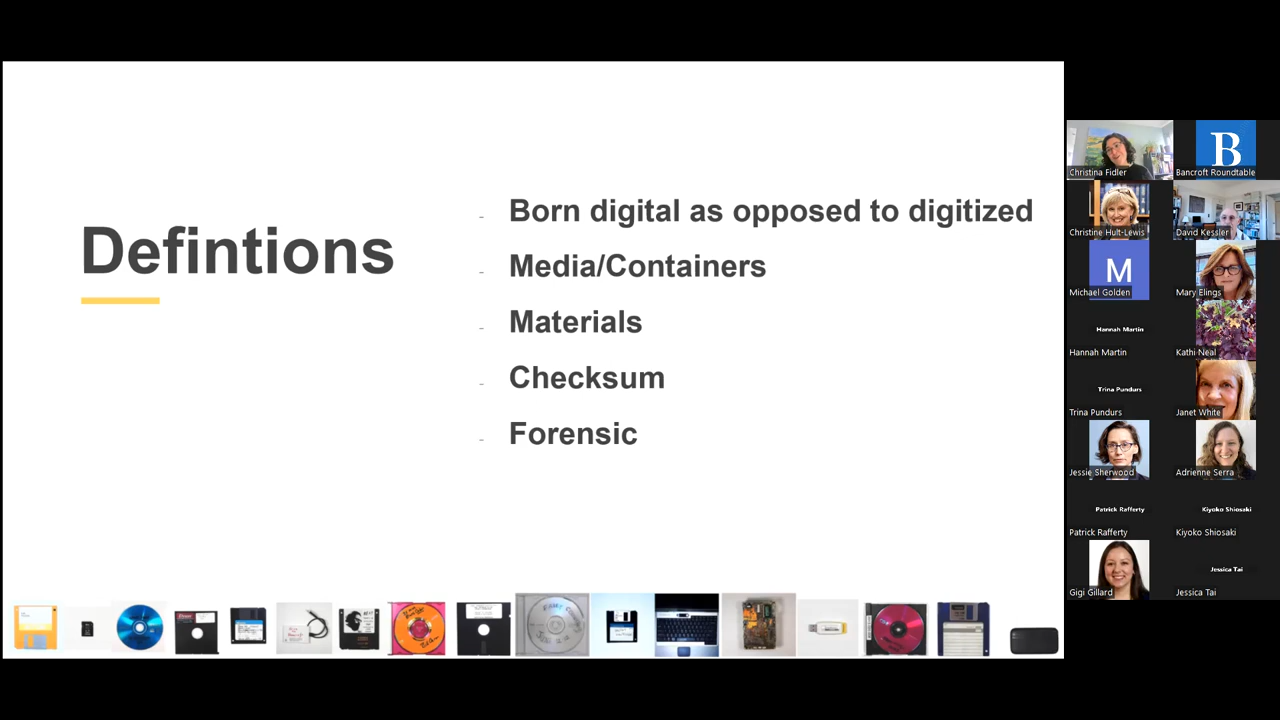 Defintions
- Born digital as opposed to digitized
- Media/Containers
- Materials
- Checksum
- Forensic
Christina Fidler
B
Bancroft Roundtable
Christine Hult-Lewis
David Kessler
M
Michael Golden
Mary Elings
Hannah Martin
Hannah Martin
Kathi Neal
Trina Pundurs
Trina Pundurs
Janet White
Jessie Sherwood
Adrienne Serra
Patrick Rafferty
Kiyoko Shiosaki
Patrick Rafferty
Kiyoko Shiosaki
Gigi Gillard
Jessica Tai
Jessica Tai